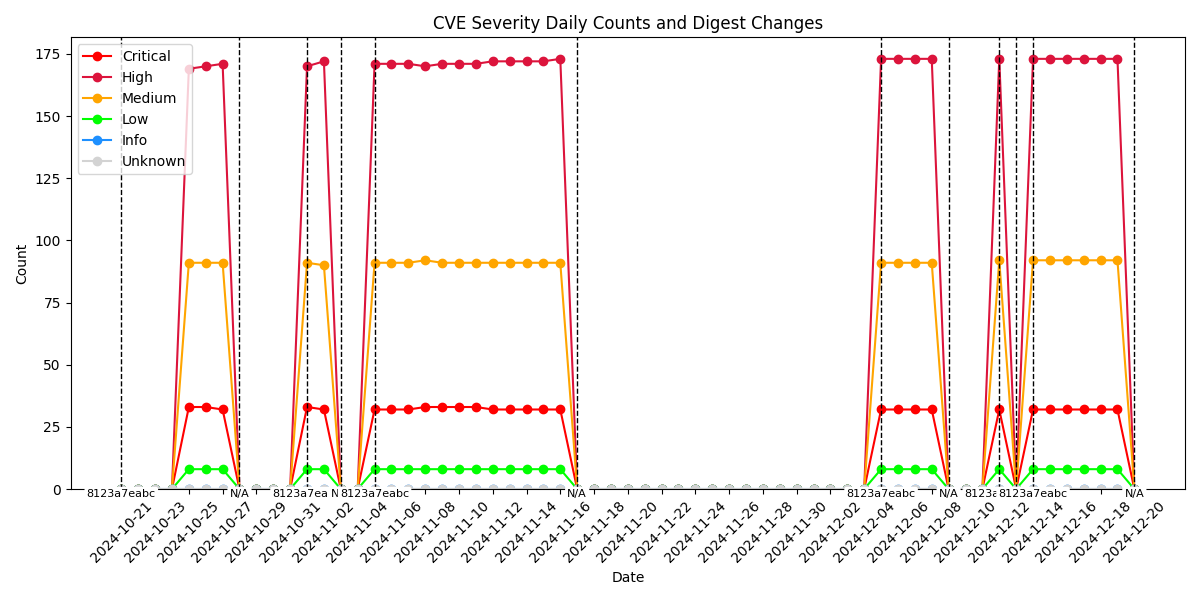 CVE Severity Daily Counts and Digest Changes
Critical
High
Medium
Low
Info
Unknown
175
150
125
100
75
50
25
0
Count
8123a7eabc
N/A
8123a7ea
N
8123a7eabc
N/A
8123a7eabc
N/A
8123
8123a7eabc
N/A
2024-10-21
2024-10-23
2024-10-25
2024-10-27
2024-10-29
2024-10-31
2024-11-02
2024-11-04
2024-11-06
2024-11-08
2024-11-10
2024-11-12
2024-11-14
2024-11-16
2024-11-18
2024-11-20
2024-11-22
2024-11-24
2024-11-26
2024-11-28
2024-11-30
2024-12-02
2024-12-04
2024-12-06
2024-12-08
2024-12-10
2024-12-12
2024-12-14
2024-12-16
2024-12-18
2024-12-20
Date